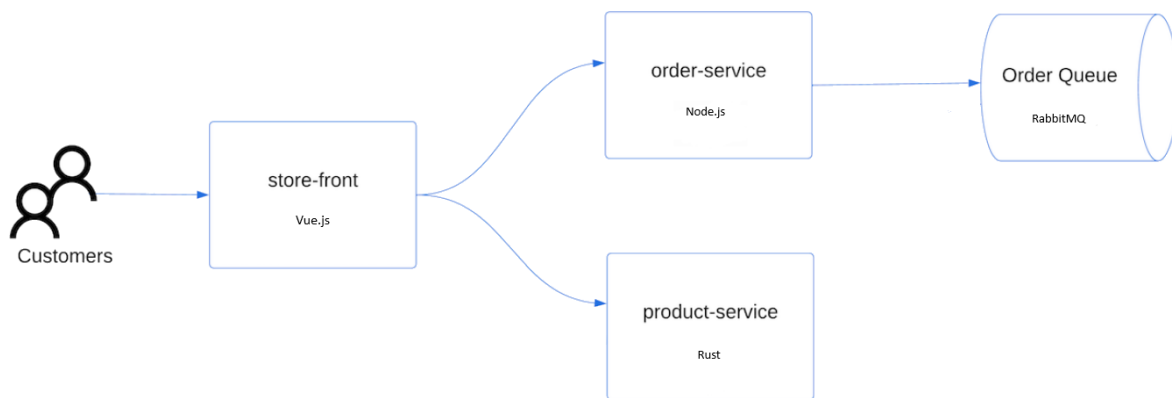 Customers
store-front
Vue.js
order-service
Node.js
product-service
Rust
Order Queue
RabbitMQ